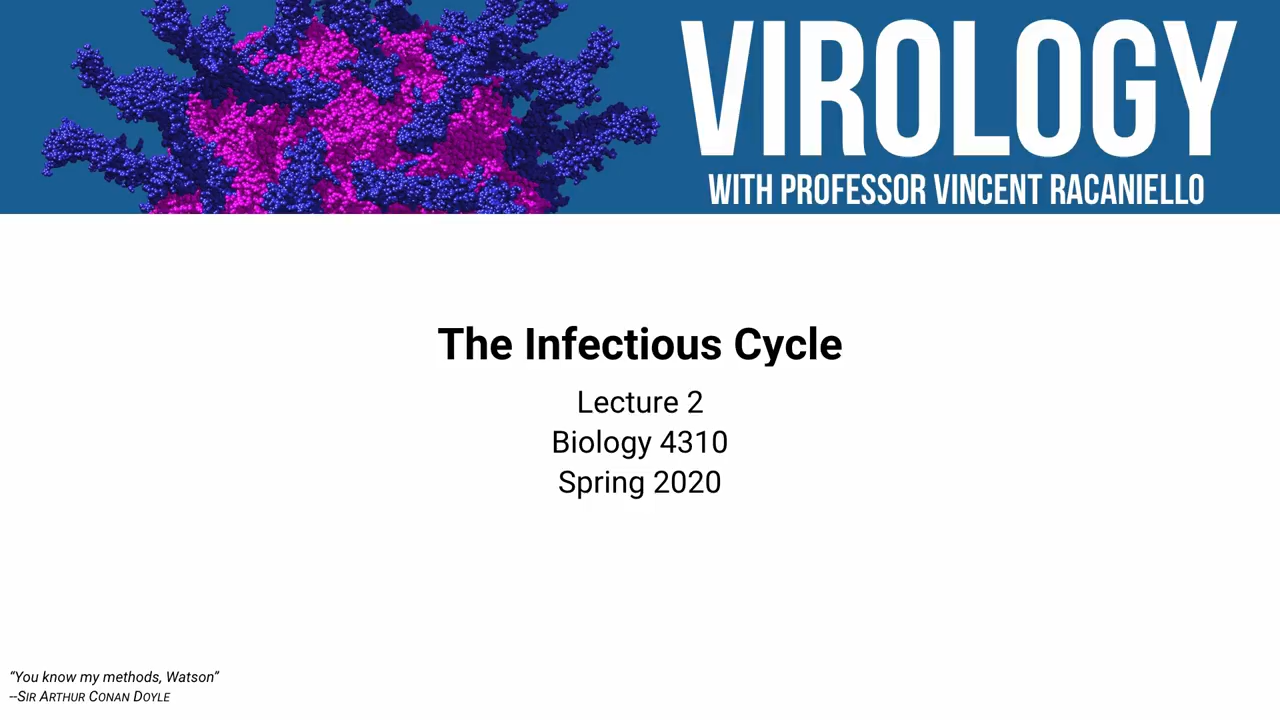 VIROLOGY
WITH PROFESSOR VINCENT RACANIELLO
The Infectious Cycle
Lecture 2
Biology 4310
Spring 2020
“You know my methods, Watson”
--SIR ARTHUR CONAN DOYLE